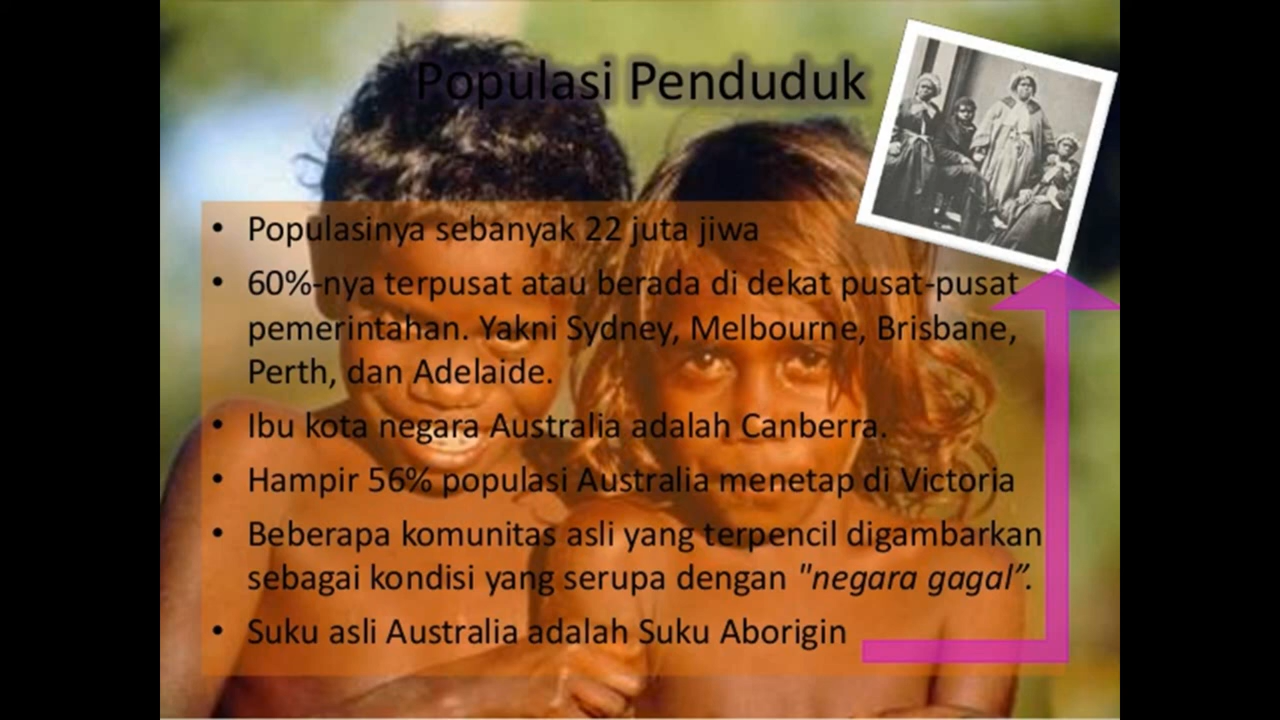 Populasi Penduduk
• Populasinya sebanyak 22 juta jiwa
• 60%-nya terpusat atau berada di dekat pusat-pusat
pemerintahan. Yakni Sydney, Melbourne, Brisbane,
Perth, dan Adelaide.
• Ibu kota negara Australia adalah Canberra.
• Hampir 56% populasi Australia menetap di Victoria
• Beberapa komunitas asli yang terpencil digambarkan
sebagai kondisi yang serupa dengan "negara gagal”.
• Suku asli Australia adalah Suku Aborigin